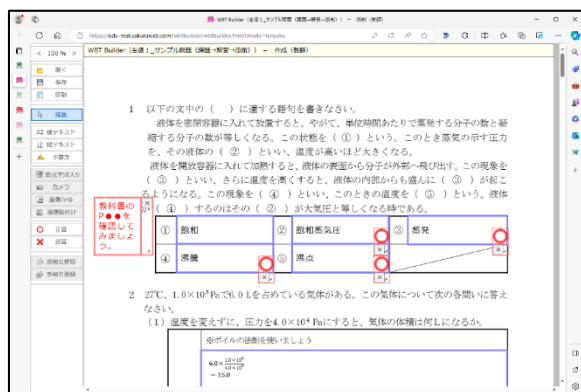 WBT Builder (生徒1_サンプル問題 (課題→解答→添削)) - 添削 (教師)
https://edu-mat.sakuraweb.com/wbtbuilder/wbtbuilder.html?mode=tensaku
< 100 % >
WBT Builder (生徒1_サンプル問題 (課題→解答→添削)) - 作成 (教師)
開く
保存
印刷
編集
横テキスト
縦テキスト
手書き
数化学式入力
カメラ
画像ファイル
画像貼付け
正答
誤答
添削文参照
添削文登録
1 以下の文中の( )に適する語句を書きなさい。
液体を密閉容器に入れて放置すると、やがて、単位時間あたりで蒸発する分子の数と凝
縮する分子の数が等しくなる。この状態を(①)という。このとき蒸気の示す圧力
を、その液体の(②)といい、温度が高いほど大きくなる。
液体を開放容器に入れて加熱すると、液体の表面から分子が外部へ飛び出す。この現象を
(③)といい、さらに温度を高くすると、液体の内部からも盛んに(③)が起こ
るようになる。この現象を(④)といい、このときの温度を(⑤)という。液体
(④)するのはその(②)が大気圧と等しくなる時である。
教科書の
P●●を
確認して
みましょ
う。
① 飽和 ② 飽和蒸気圧 ③ 蒸発
④ 沸騰 ⑤ 沸点
2 27℃、1.0×10⁵Paで6.0Lを占めている気体がある。この気体について次の各問いに答え
なさい。
(1) 温度を変えずに、圧力を4.0×10⁴Paにすると、気体の体積は何Lになるか。
※ボイルの法則を使いましょう
6.0× 1.0×10⁵
4.0×10⁴
= 15.0